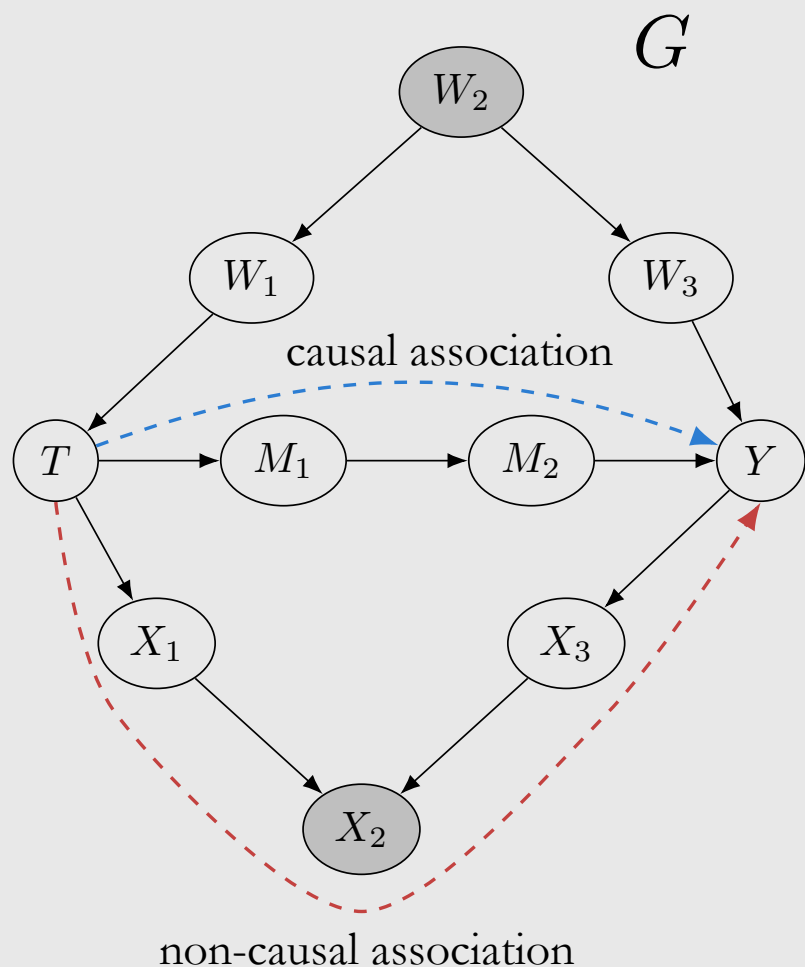 G
W₂
W₁ W₃
causal association
T M₁ M₂ Y
X₁ X₃
X₂
non-causal association